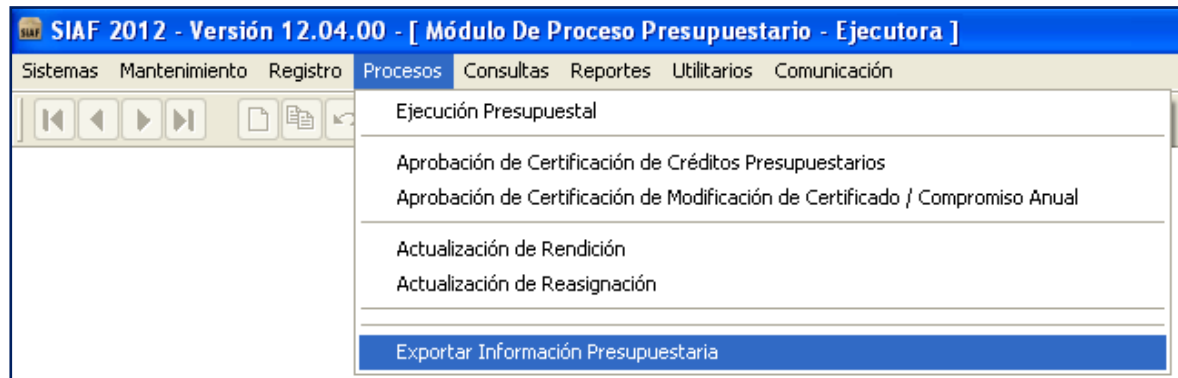 SIAF 2012 - Versión 12.04.00 - [ Módulo De Proceso Presupuestario - Ejecutora ]
Sistemas Mantenimiento Registro Procesos Consultas Reportes Utilitarios Comunicación
Ejecución Presupuestal
Aprobación de Certificación de Créditos Presupuestarios
Aprobación de Certificación de Modificación de Certificado / Compromiso Anual
Actualización de Rendición
Actualización de Reasignación
Exportar Información Presupuestaria